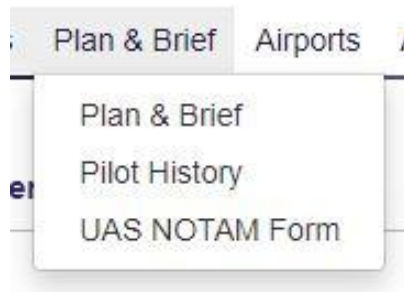 Plan & Brief Airports
Plan & Brief
Pilot History
UAS NOTAM Form